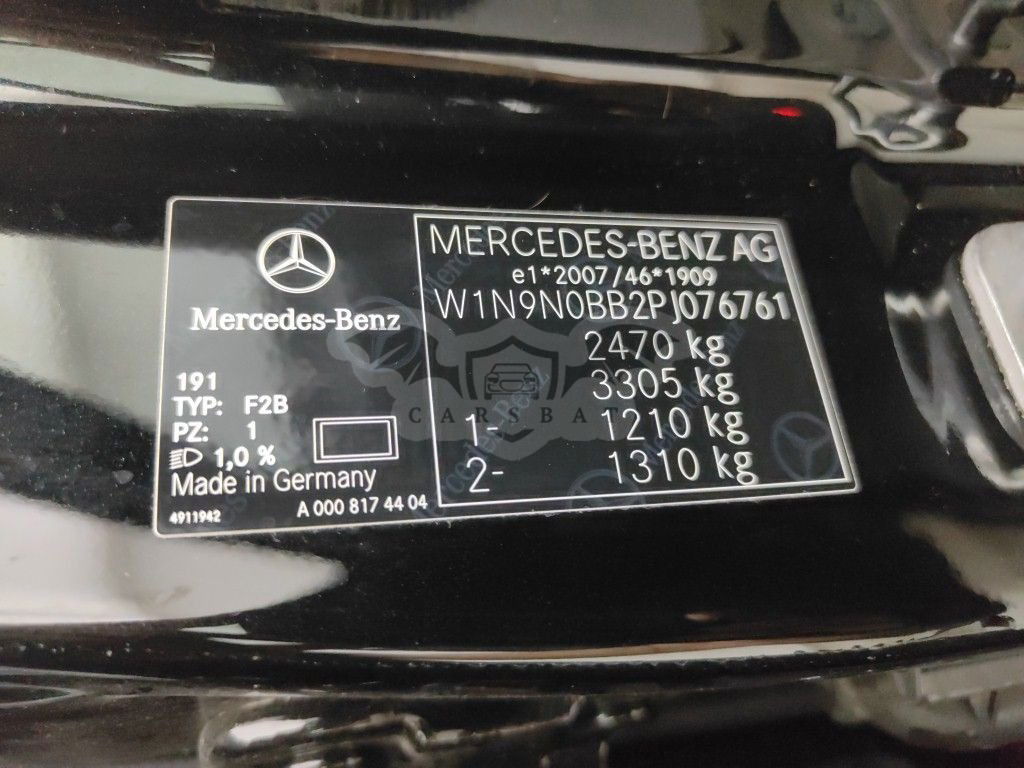 Mercedes-Benz
191
TYP: F2B
PZ: 1
1,0 %
Made in Germany
4911942
A 000 817 44 04
MERCEDES-BENZ AG
e1*2007/46*1909
W1N9N0BB2PJ076761
2470 kg
3305 kg
1- 1210 kg
2- 1310 kg
CARSBAT